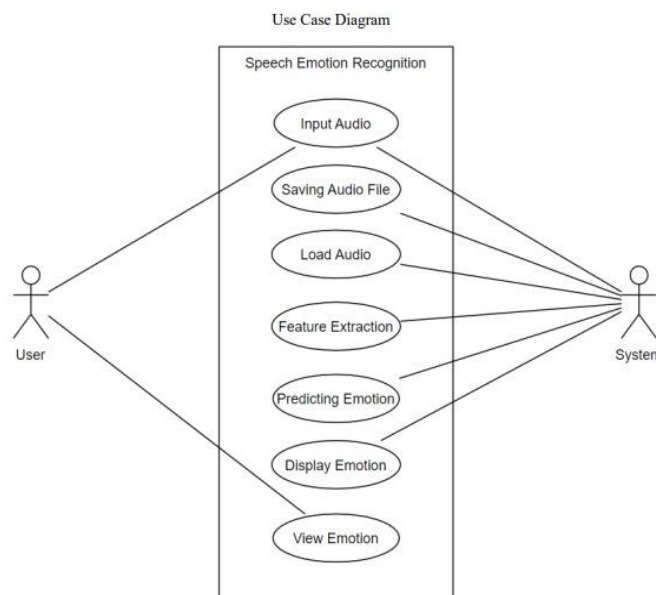 Use Case Diagram
Speech Emotion Recognition
Input Audio
Saving Audio File
Load Audio
Feature Extraction
Predicting Emotion
Display Emotion
View Emotion
User
System